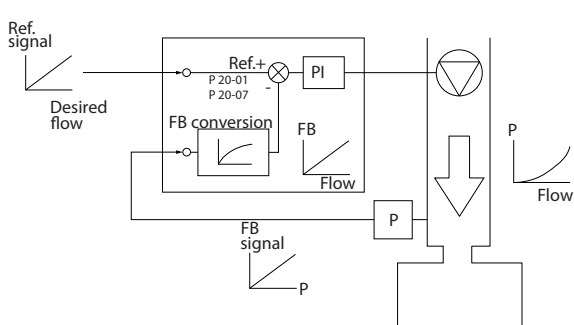 Ref.
signal
Desired
flow
Ref.+
P 20-01
P 20-07
-
PI
FB conversion
FB
Flow
P
Flow
P
FB
signal
P